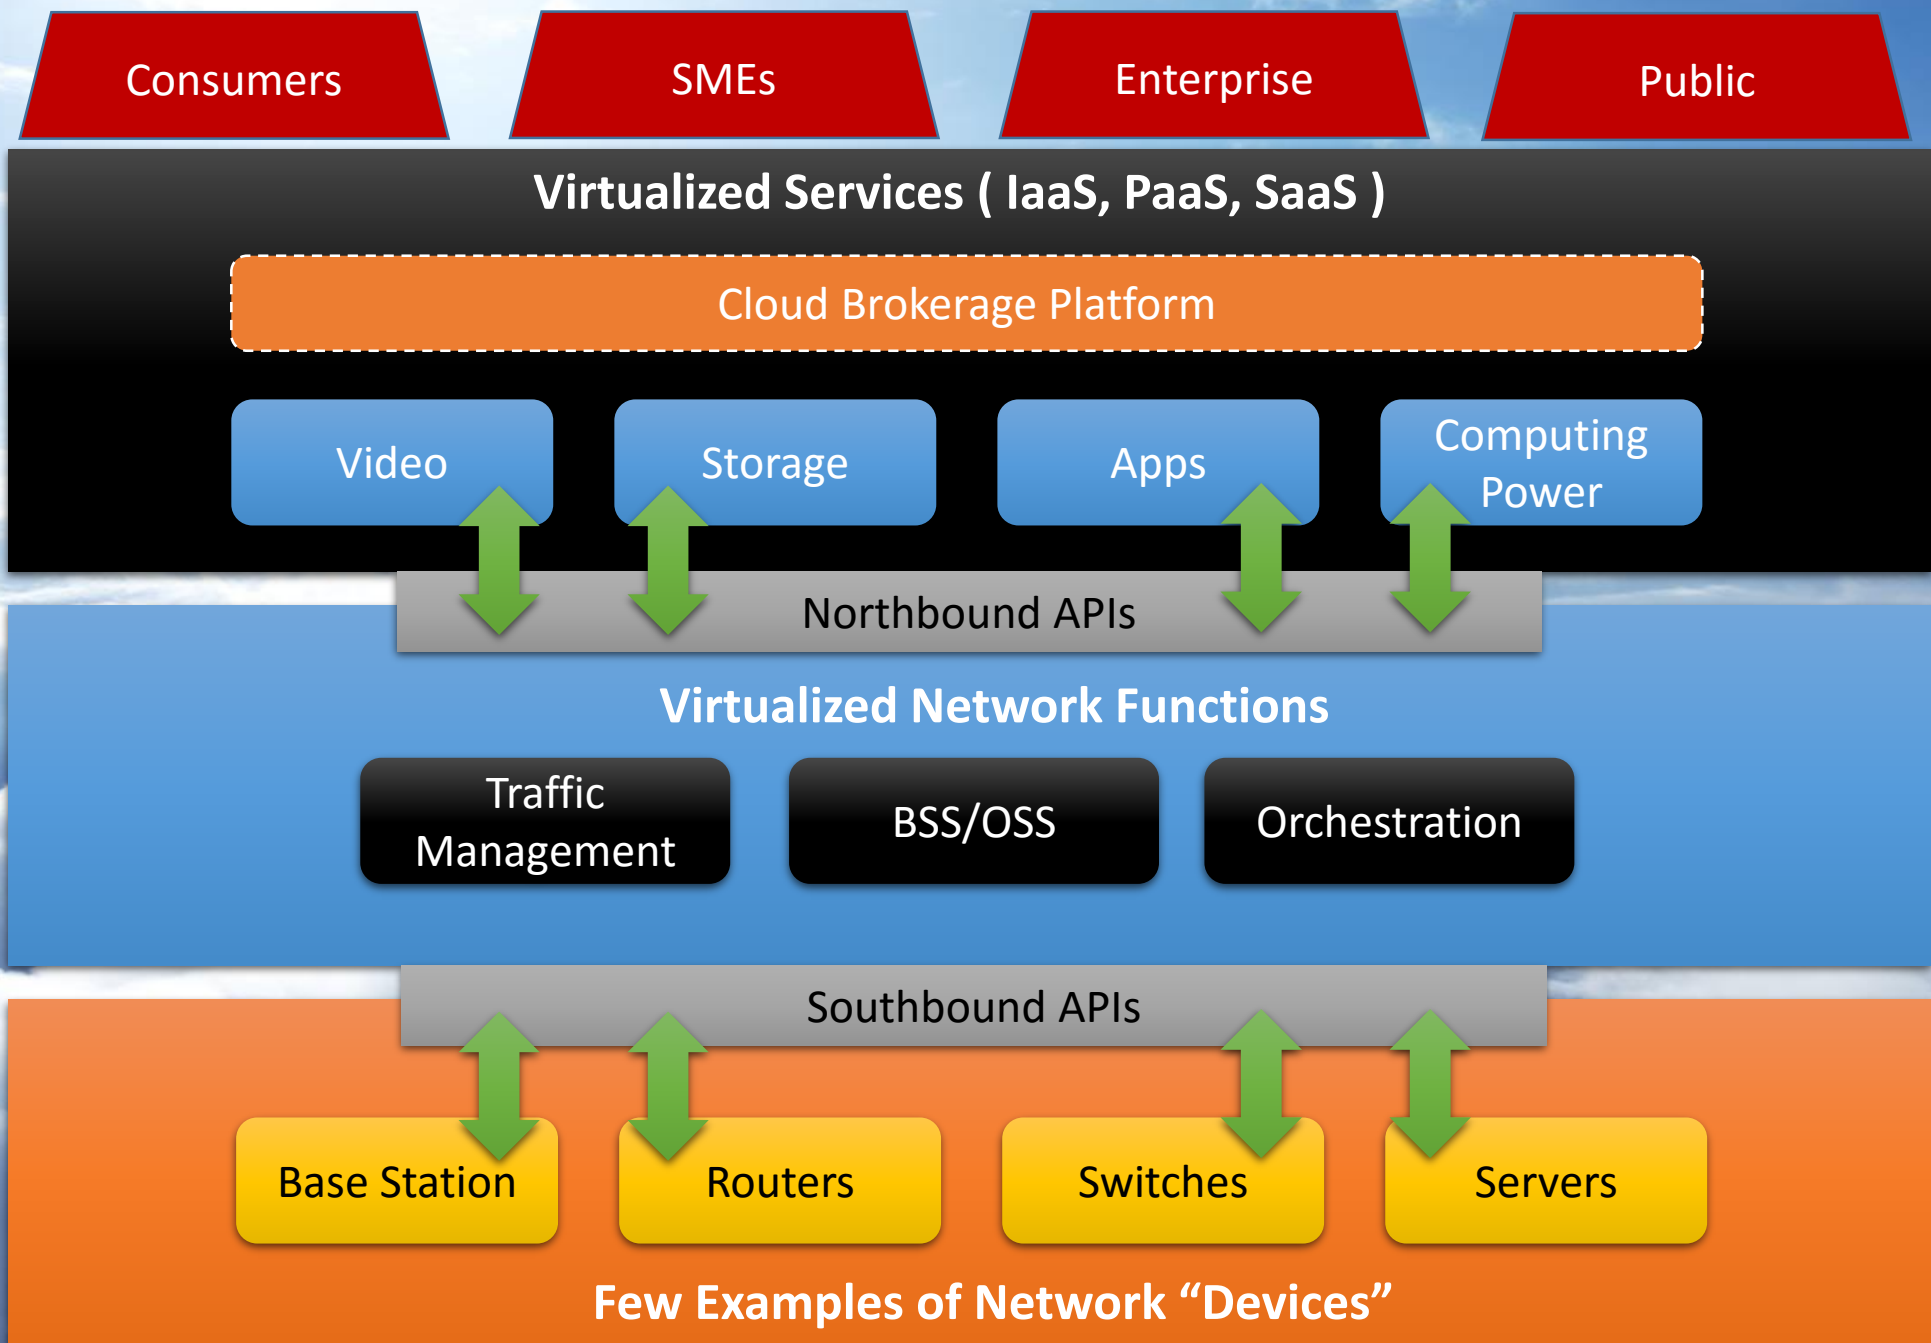 Consumers
SMEs
Enterprise
Public
Virtualized Services ( IaaS, PaaS, SaaS )
Cloud Brokerage Platform
Video
Storage
Apps
Computing
Power
Northbound APIs
Virtualized Network Functions
Traffic
Management
BSS/OSS
Orchestration
Southbound APIs
Base Station
Routers
Switches
Servers
Few Examples of Network “Devices”